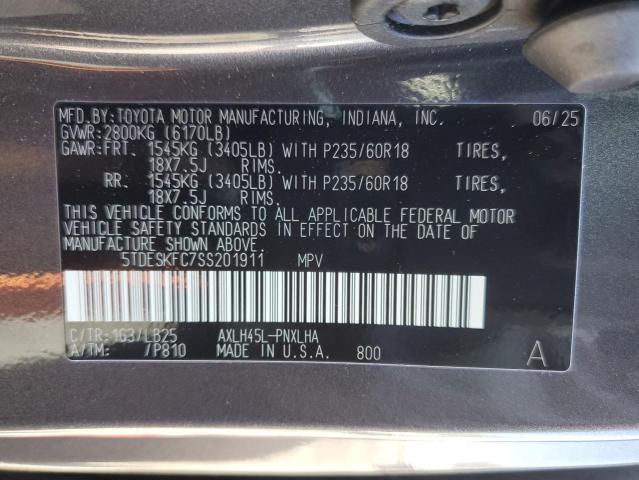 MFD.BY:TOYOTA MOTOR MANUFACTURING, INDIANA, INC. 06/25
GVWR:2800KG (6170LB)
GAWR:FRT. 1545KG (3405LB) WITH P235/60R18 TIRES,
18X7.5J RIMS.
RR. 1545KG (3405LB) WITH P235/60R18 TIRES,
18X7.5J RIMS.
THIS VEHICLE CONFORMS TO ALL APPLICABLE FEDERAL MOTOR
VEHICLE SAFETY STANDARDS IN EFFECT ON THE DATE OF
MANUFACTURE SHOWN ABOVE.
5TDESKFC7SS201911 MPV
C/TR:1G3/LB25 AXLH45L-PNXLHA
A/TM: /P810 MADE IN U.S.A. 800 A